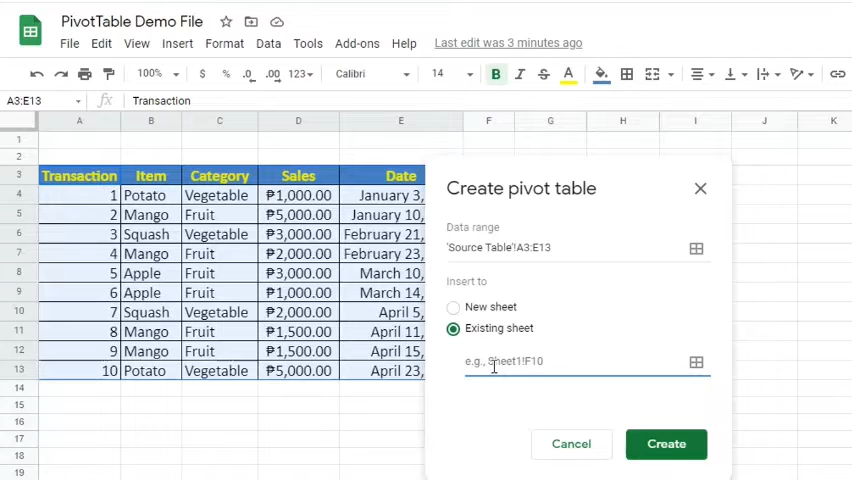 PivotTable Demo File
File Edit View Insert Format Data Tools Add-ons Help Last edit was 3 minutes ago
100% $ % .0 .00 123 Calibri 14 B I S A
A3:E13 fx Transaction
A B C D E F G H I J K
1
2
3 Transaction Item Category Sales Date
4 1 Potato Vegetable ₱1,000.00 January 3,
5 2 Mango Fruit ₱2,000.00 January 10,
6 3 Squash Vegetable ₱3,000.00 February 21,
7 4 Mango Fruit ₱2,000.00 February 23,
8 5 Apple Fruit ₱3,000.00 March 10,
9 6 Apple Fruit ₱1,000.00 March 14,
10 7 Squash Vegetable ₱2,000.00 April 5,
11 8 Mango Fruit ₱1,500.00 April 11,
12 9 Mango Fruit ₱1,500.00 April 15,
13 10 Potato Vegetable ₱5,000.00 April 23,
14
15
16
17
18
19
Create pivot table
Data range
'Source Table'!A3:E13
Insert to
New sheet
Existing sheet
e.g., Sheet1!F10
Cancel Create